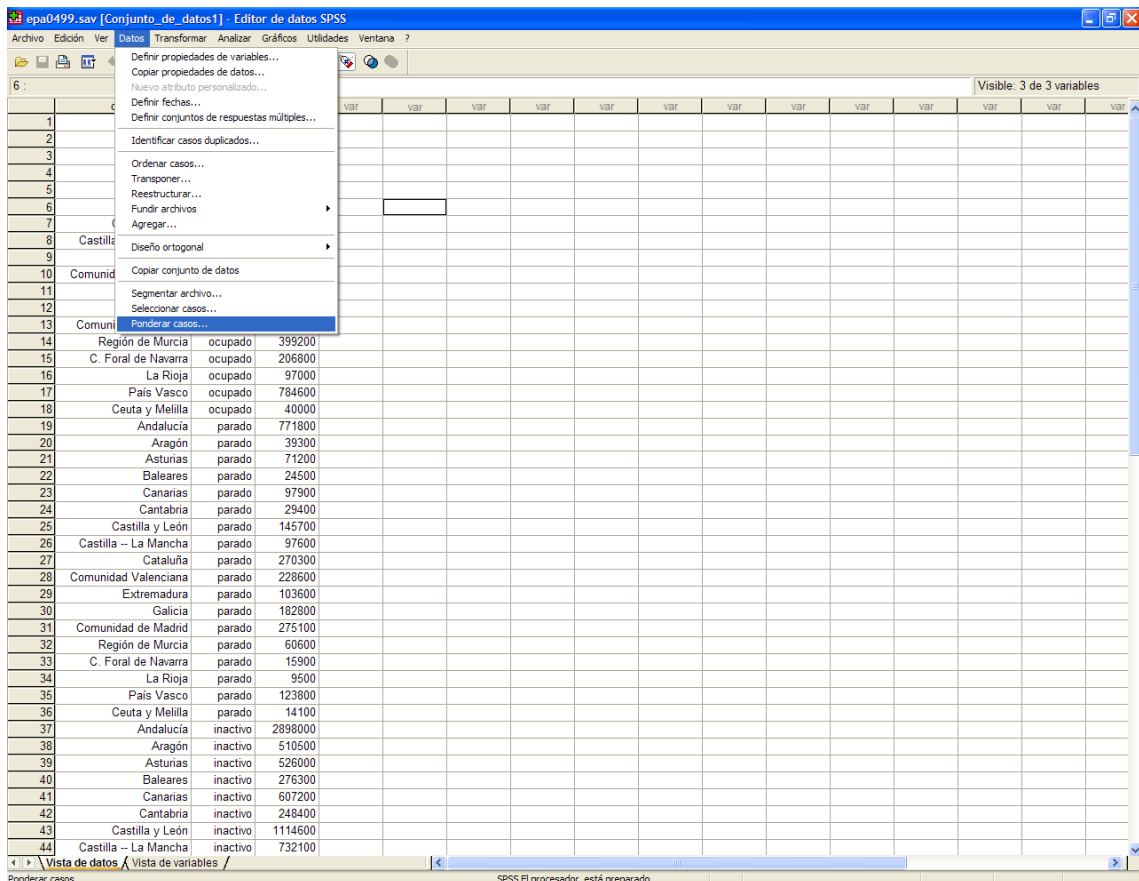 epa0499.sav [Conjunto_de_datos1] - Editor de datos SPSS
Archivo Edición Ver Datos Transformar Analizar Gráficos Utilidades Ventana ?
Definir propiedades de variables...
Copiar propiedades de datos...
Nuevo atributo personalizado...
Definir fechas...
Definir conjuntos de respuestas múltiples...
Identificar casos duplicados...
Ordenar casos...
Transponer...
Reestructurar...
Fundir archivos
Agregar...
Diseño ortogonal
Copiar conjunto de datos
Segmentar archivo...
Seleccionar casos...
Ponderar casos...
6 :
Visible: 3 de 3 variables
var var var var var var var var var var var var var
1
2
3
4
5
6
7
8 Castilla
9
10 Comunid
11
12
13 Comuni
14 Región de Murcia ocupado 399200
15 C. Foral de Navarra ocupado 206800
16 La Rioja ocupado 97000
17 País Vasco ocupado 784600
18 Ceuta y Melilla ocupado 40000
19 Andalucía parado 771800
20 Aragón parado 39300
21 Asturias parado 71200
22 Baleares parado 24500
23 Canarias parado 97900
24 Cantabria parado 29400
25 Castilla y León parado 145700
26 Castilla -- La Mancha parado 97600
27 Cataluña parado 270300
28 Comunidad Valenciana parado 228600
29 Extremadura parado 103600
30 Galicia parado 182800
31 Comunidad de Madrid parado 275100
32 Región de Murcia parado 60600
33 C. Foral de Navarra parado 15900
34 La Rioja parado 9500
35 País Vasco parado 123800
36 Ceuta y Melilla parado 14100
37 Andalucía inactivo 2898000
38 Aragón inactivo 510500
39 Asturias inactivo 526000
40 Baleares inactivo 276300
41 Canarias inactivo 607200
42 Cantabria inactivo 248400
43 Castilla y León inactivo 1114600
44 Castilla -- La Mancha inactivo 732100
Vista de datos Vista de variables
Ponderar casos SPSS El procesador está preparado